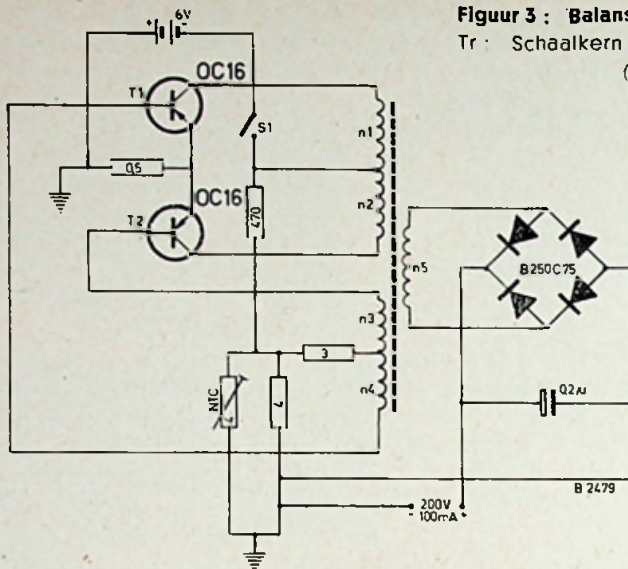 Figuur 3 : Balans
Tr : Schaalkern
(
6V
+ -
OC16
T1
S1
n1
0,5
OC16
470
n2
T2
n5
B250C75
n3
3
NTC
4
n4
0,2µ
B 2479
200V
- 100mA +